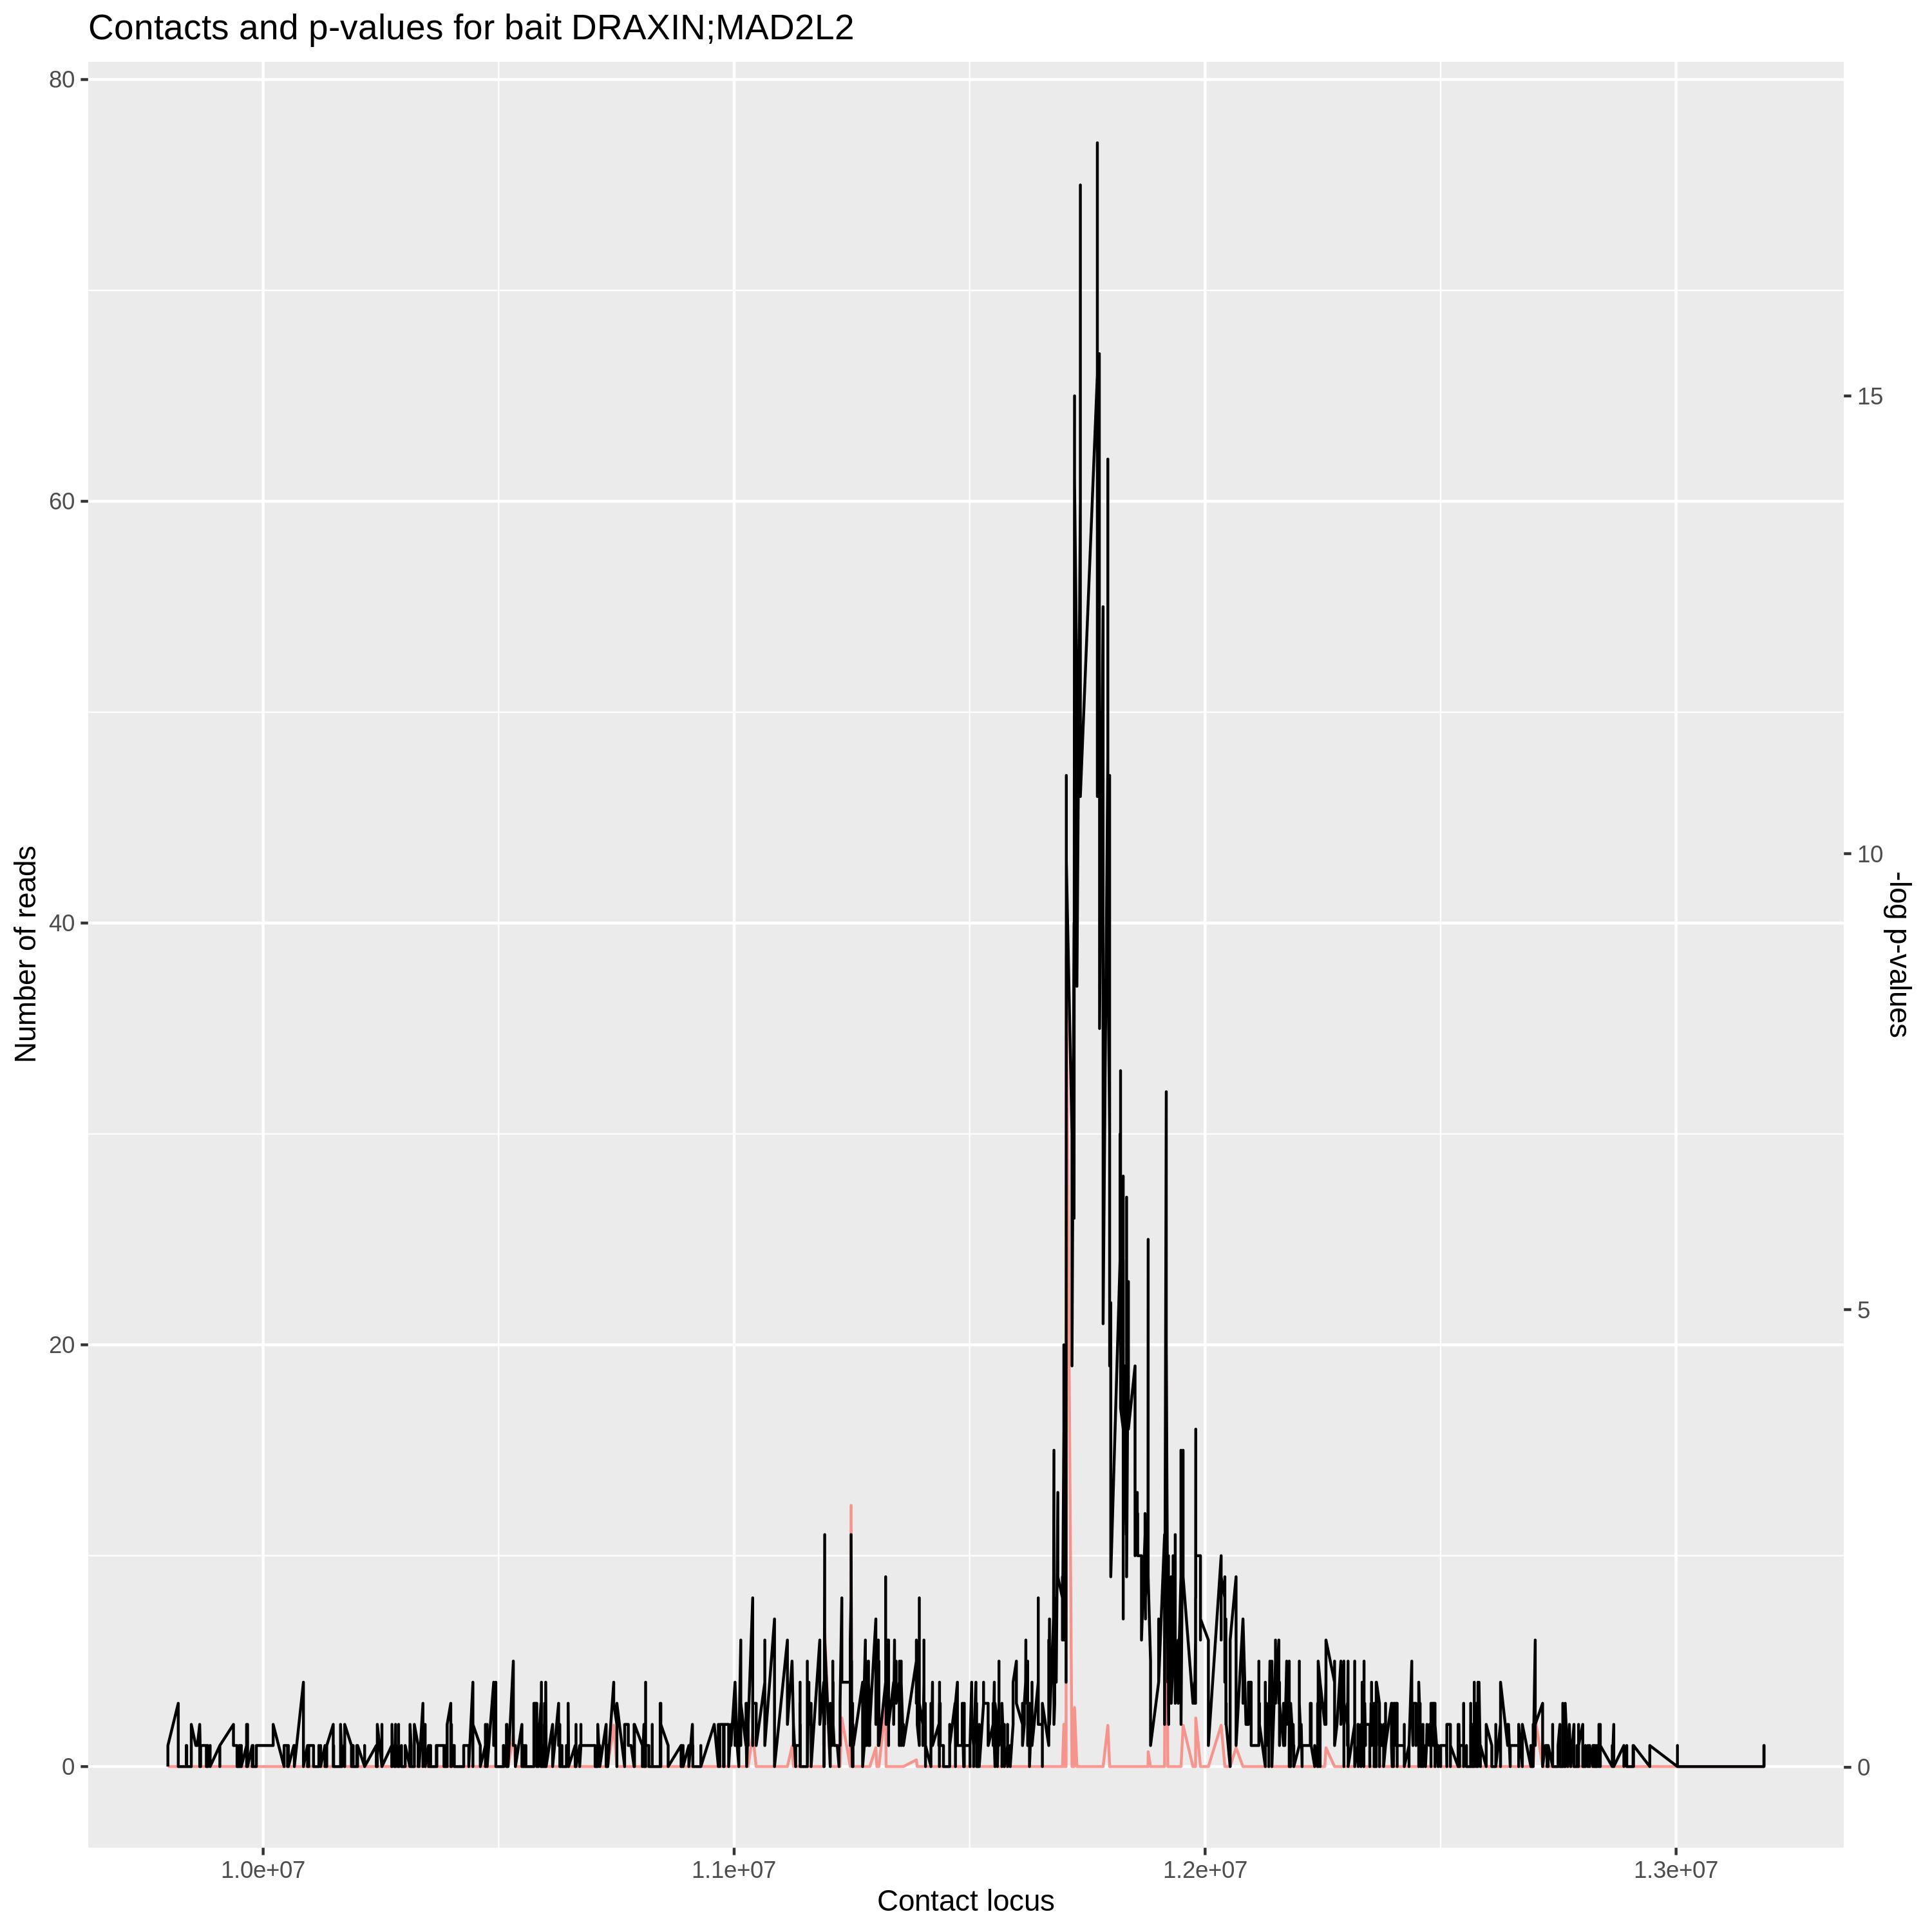 Contacts and p-values for bait DRAXIN;MAD2L2
80
60
40
20
0
Number of reads
15
10
5
0
-log p-values
1.0e+07
1.1e+07
1.2e+07
1.3e+07
Contact locus